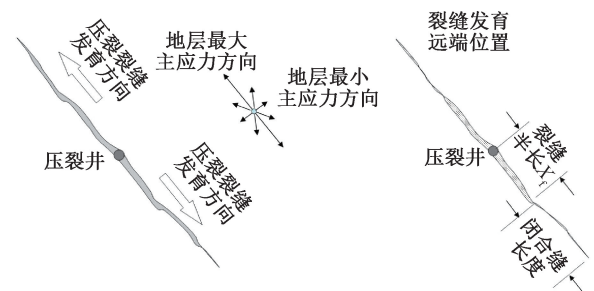 压裂裂缝
发育方向
地层最大
主应力方向
地层最小
主应力方向
压裂井
压裂裂缝
发育方向
裂缝发育
远端位置
压裂井
裂缝
半长Xf
闭合缝
长度